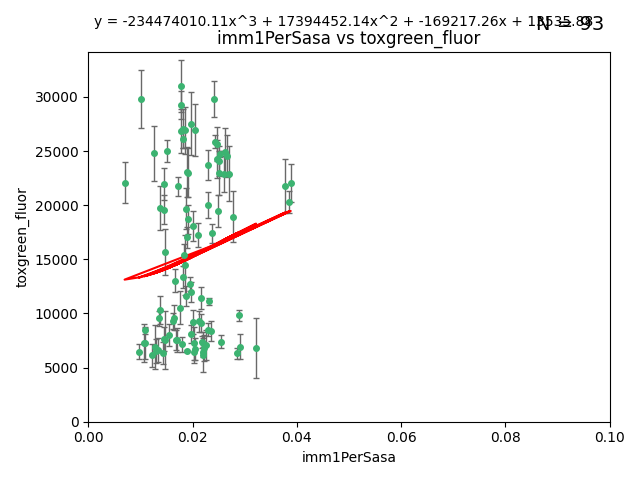 y = -234474010.11x^3 + 17394452.14x^2 + -169217.26x + 
N = 93
imm1PerSasa vs toxgreen_fluor
30000
25000
20000
15000
10000
5000
0
toxgreen_fluor
0.00 0.02 0.04 0.06 0.08 0.10
imm1PerSasa